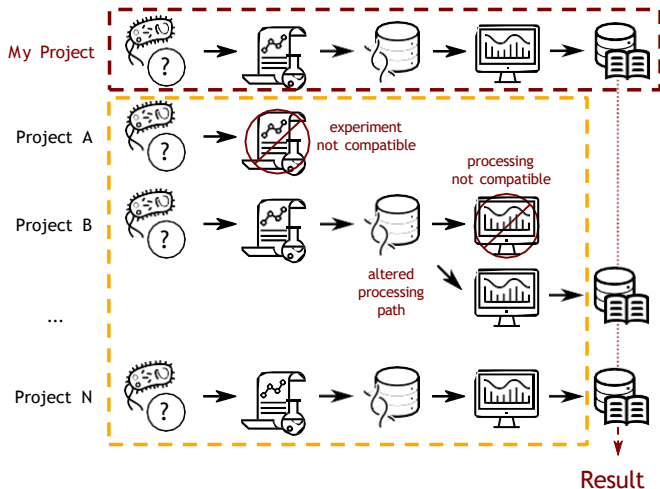 My Project
?
Project A
?
experiment
not compatible
processing
not compatible
Project B
?
altered
processing
path
...
Project N
?
Result